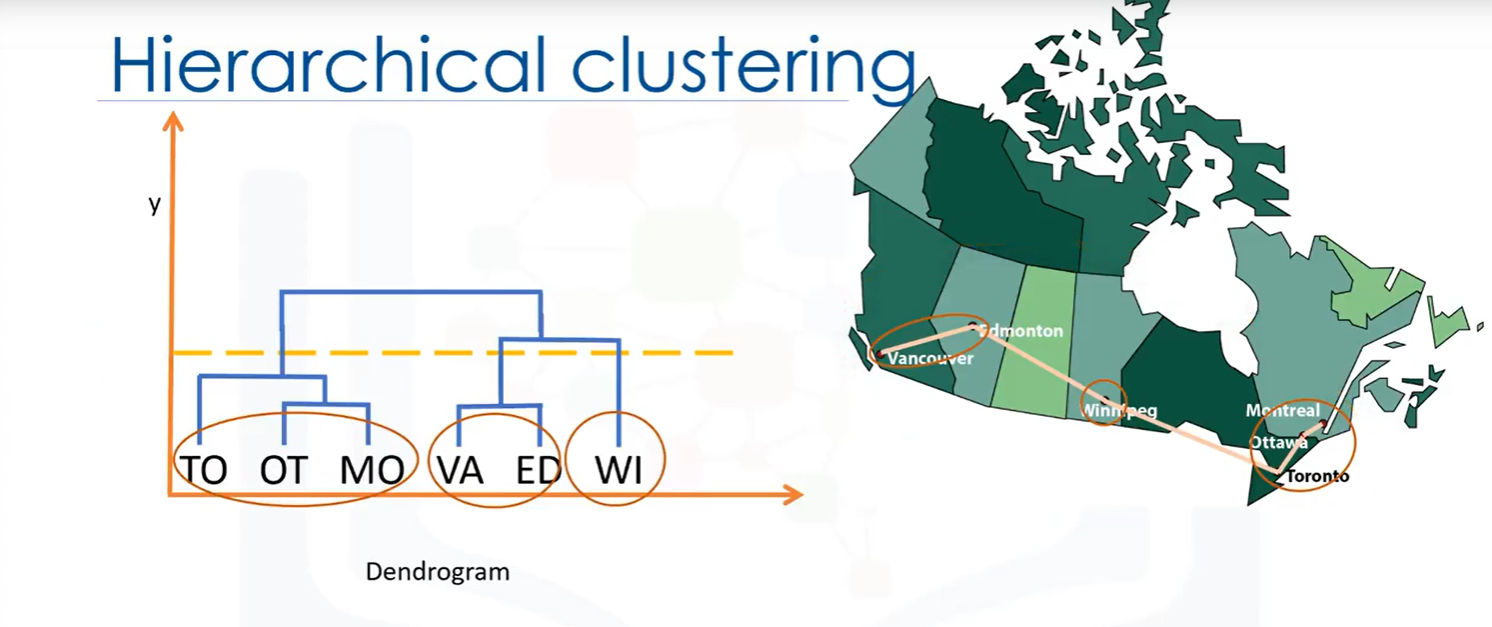 Hierarchical clustering
y
TO OT MO VA ED WI
Dendrogram
Edmonton
Vancouver
Winnipeg
Montreal
Ottawa
Toronto